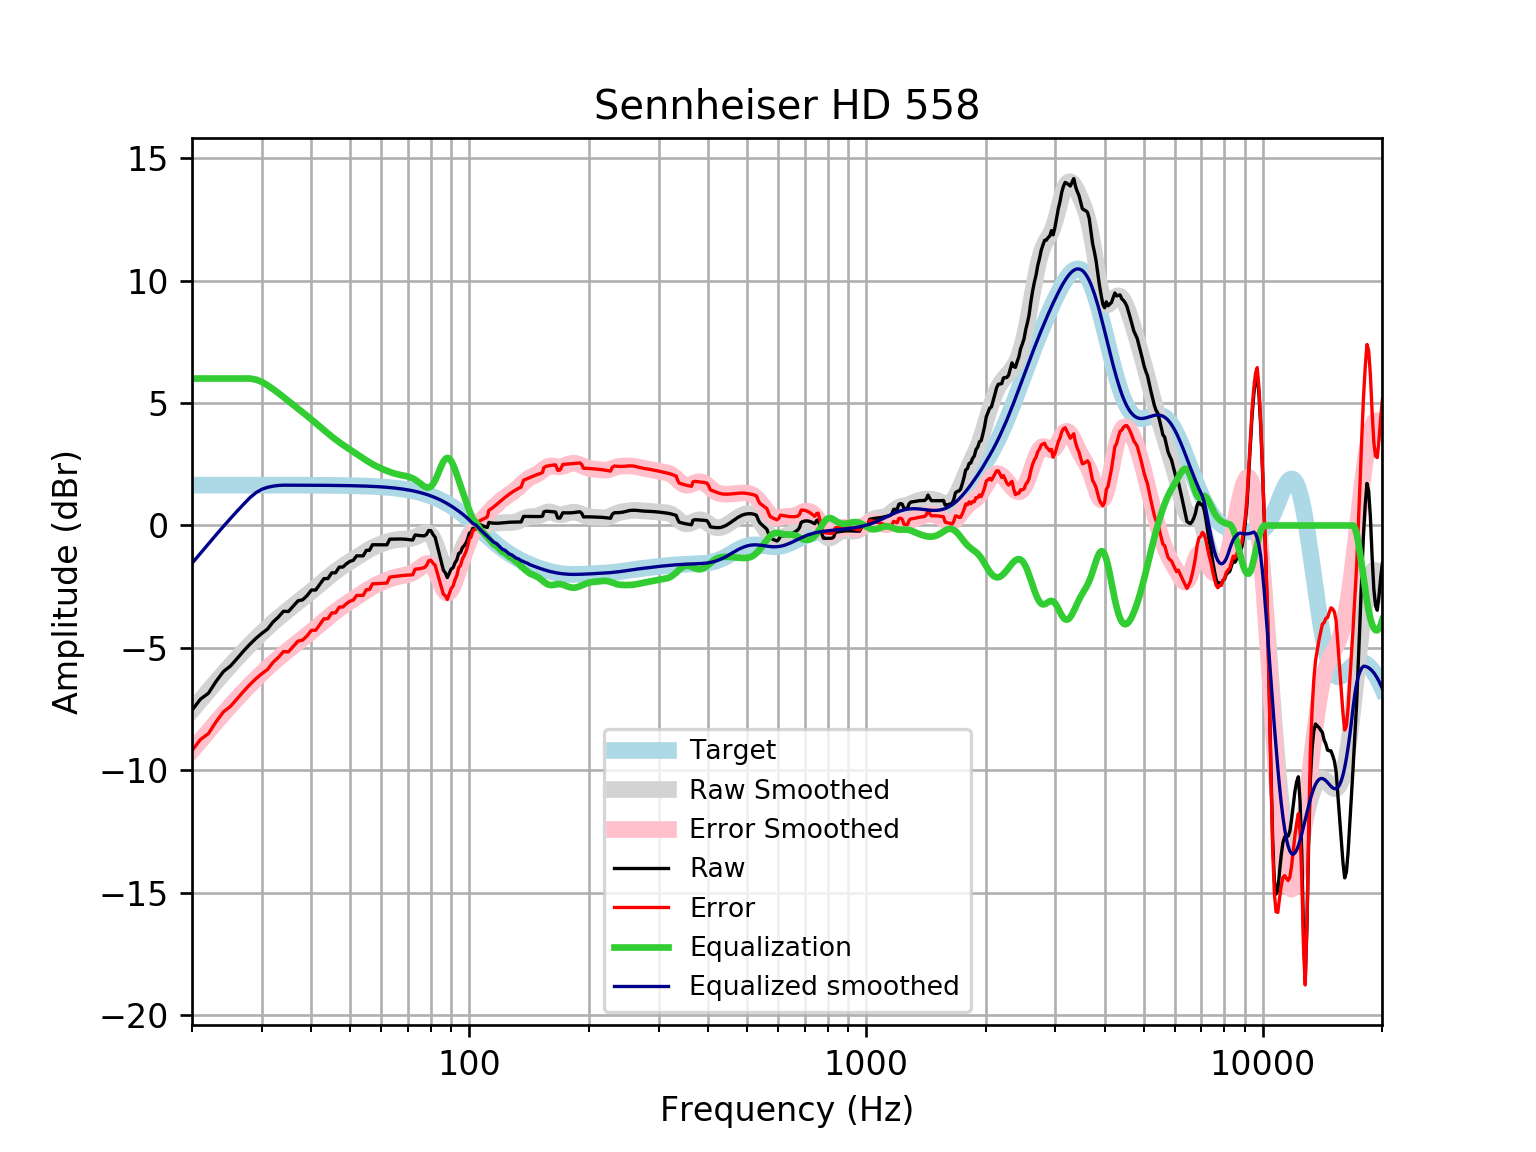 Sennheiser HD 558
15
10
5
0
−5
−10
−15
−20
Amplitude (dBr)
Target
Raw Smoothed
Error Smoothed
Raw
Error
Equalization
Equalized smoothed
100 1000 10000
Frequency (Hz)